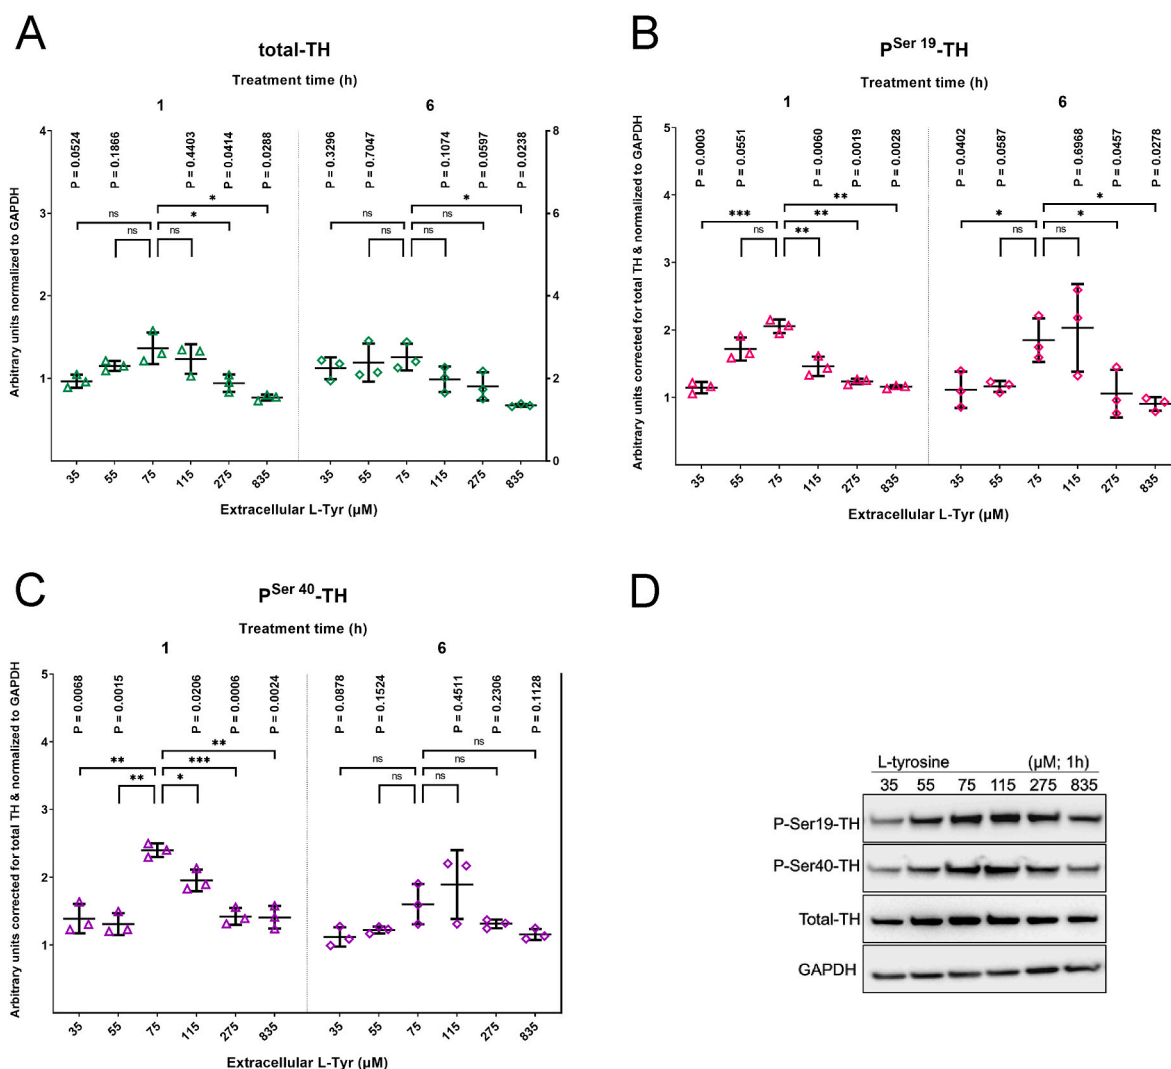 A
total-TH
Treatment time (h)
1 6
Arbitrary units normalized to GAPDH
4
3
2
1
0
8
6
4
2
0
P = 0.0524
P = 0.1866
P = 0.4403
P = 0.0414
P = 0.0288
P = 0.3296
P = 0.7047
P = 0.1074
P = 0.0597
P = 0.0238
*
ns *
ns ns
*
ns ns
ns ns
35 55 75 115 275 835 35 55 75 115 275 835
Extracellular L-Tyr (µM)
B
P Ser 19-TH
Treatment time (h)
1 6
Arbitrary units corrected for total TH & normalized to GAPDH
5
4
3
2
1
0
P = 0.0003
P = 0.0551
P = 0.0060
P = 0.0019
P = 0.0028
P = 0.0402
P = 0.0587
P = 0.6968
P = 0.0457
P = 0.0278
**
*** **
ns **
*
* *
ns ns
35 55 75 115 275 835 35 55 75 115 275 835
Extracellular L-Tyr (µM)
C
P Ser 40-TH
Treatment time (h)
1 6
Arbitrary units corrected for total TH & normalized to GAPDH
5
4
3
2
1
0
P = 0.0068
P = 0.0015
P = 0.0206
P = 0.0006
P = 0.0024
P = 0.0878
P = 0.1524
P = 0.4511
P = 0.2306
P = 0.1128
**
** ***
** *
ns
ns ns
ns ns
35 55 75 115 275 835 35 55 75 115 275 835
Extracellular L-Tyr (µM)
D
L-tyrosine (µM; 1h)
35 55 75 115 275 835
P-Ser19-TH
P-Ser40-TH
Total-TH
GAPDH